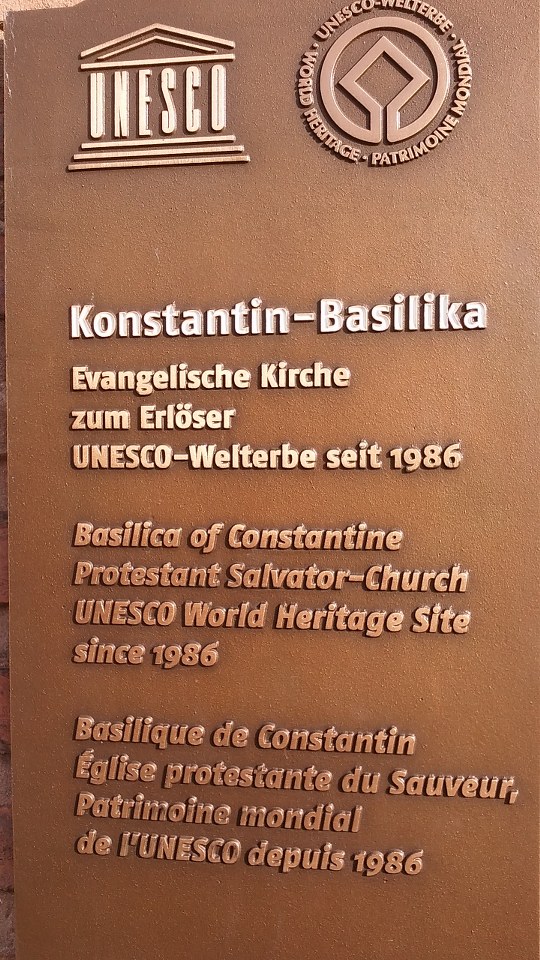 UNESCO
UNESCO-WELTERBE · WORLD HERITAGE · PATRIMOINE MONDIAL ·
Konstantin-Basilika
Evangelische Kirche
zum Erlöser
UNESCO-Welterbe seit 1986
Basilica of Constantine
Protestant Salvator-Church
UNESCO World Heritage Site
since 1986
Basilique de Constantin
Église protestante du Sauveur,
Patrimoine mondial
de l'UNESCO depuis 1986